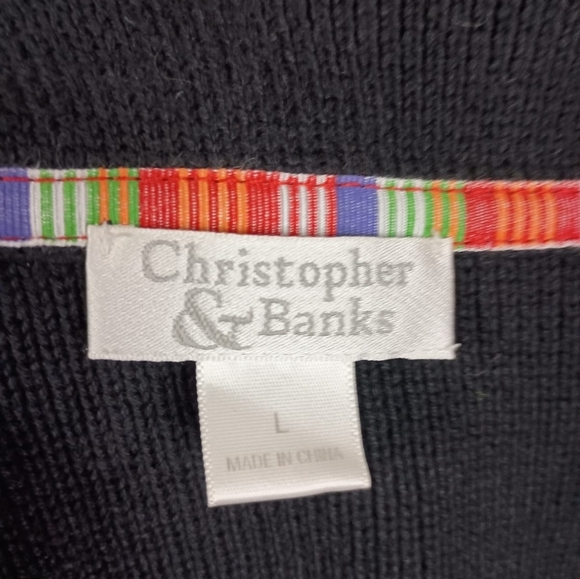 Christopher
& Banks
L
MADE IN CHINA